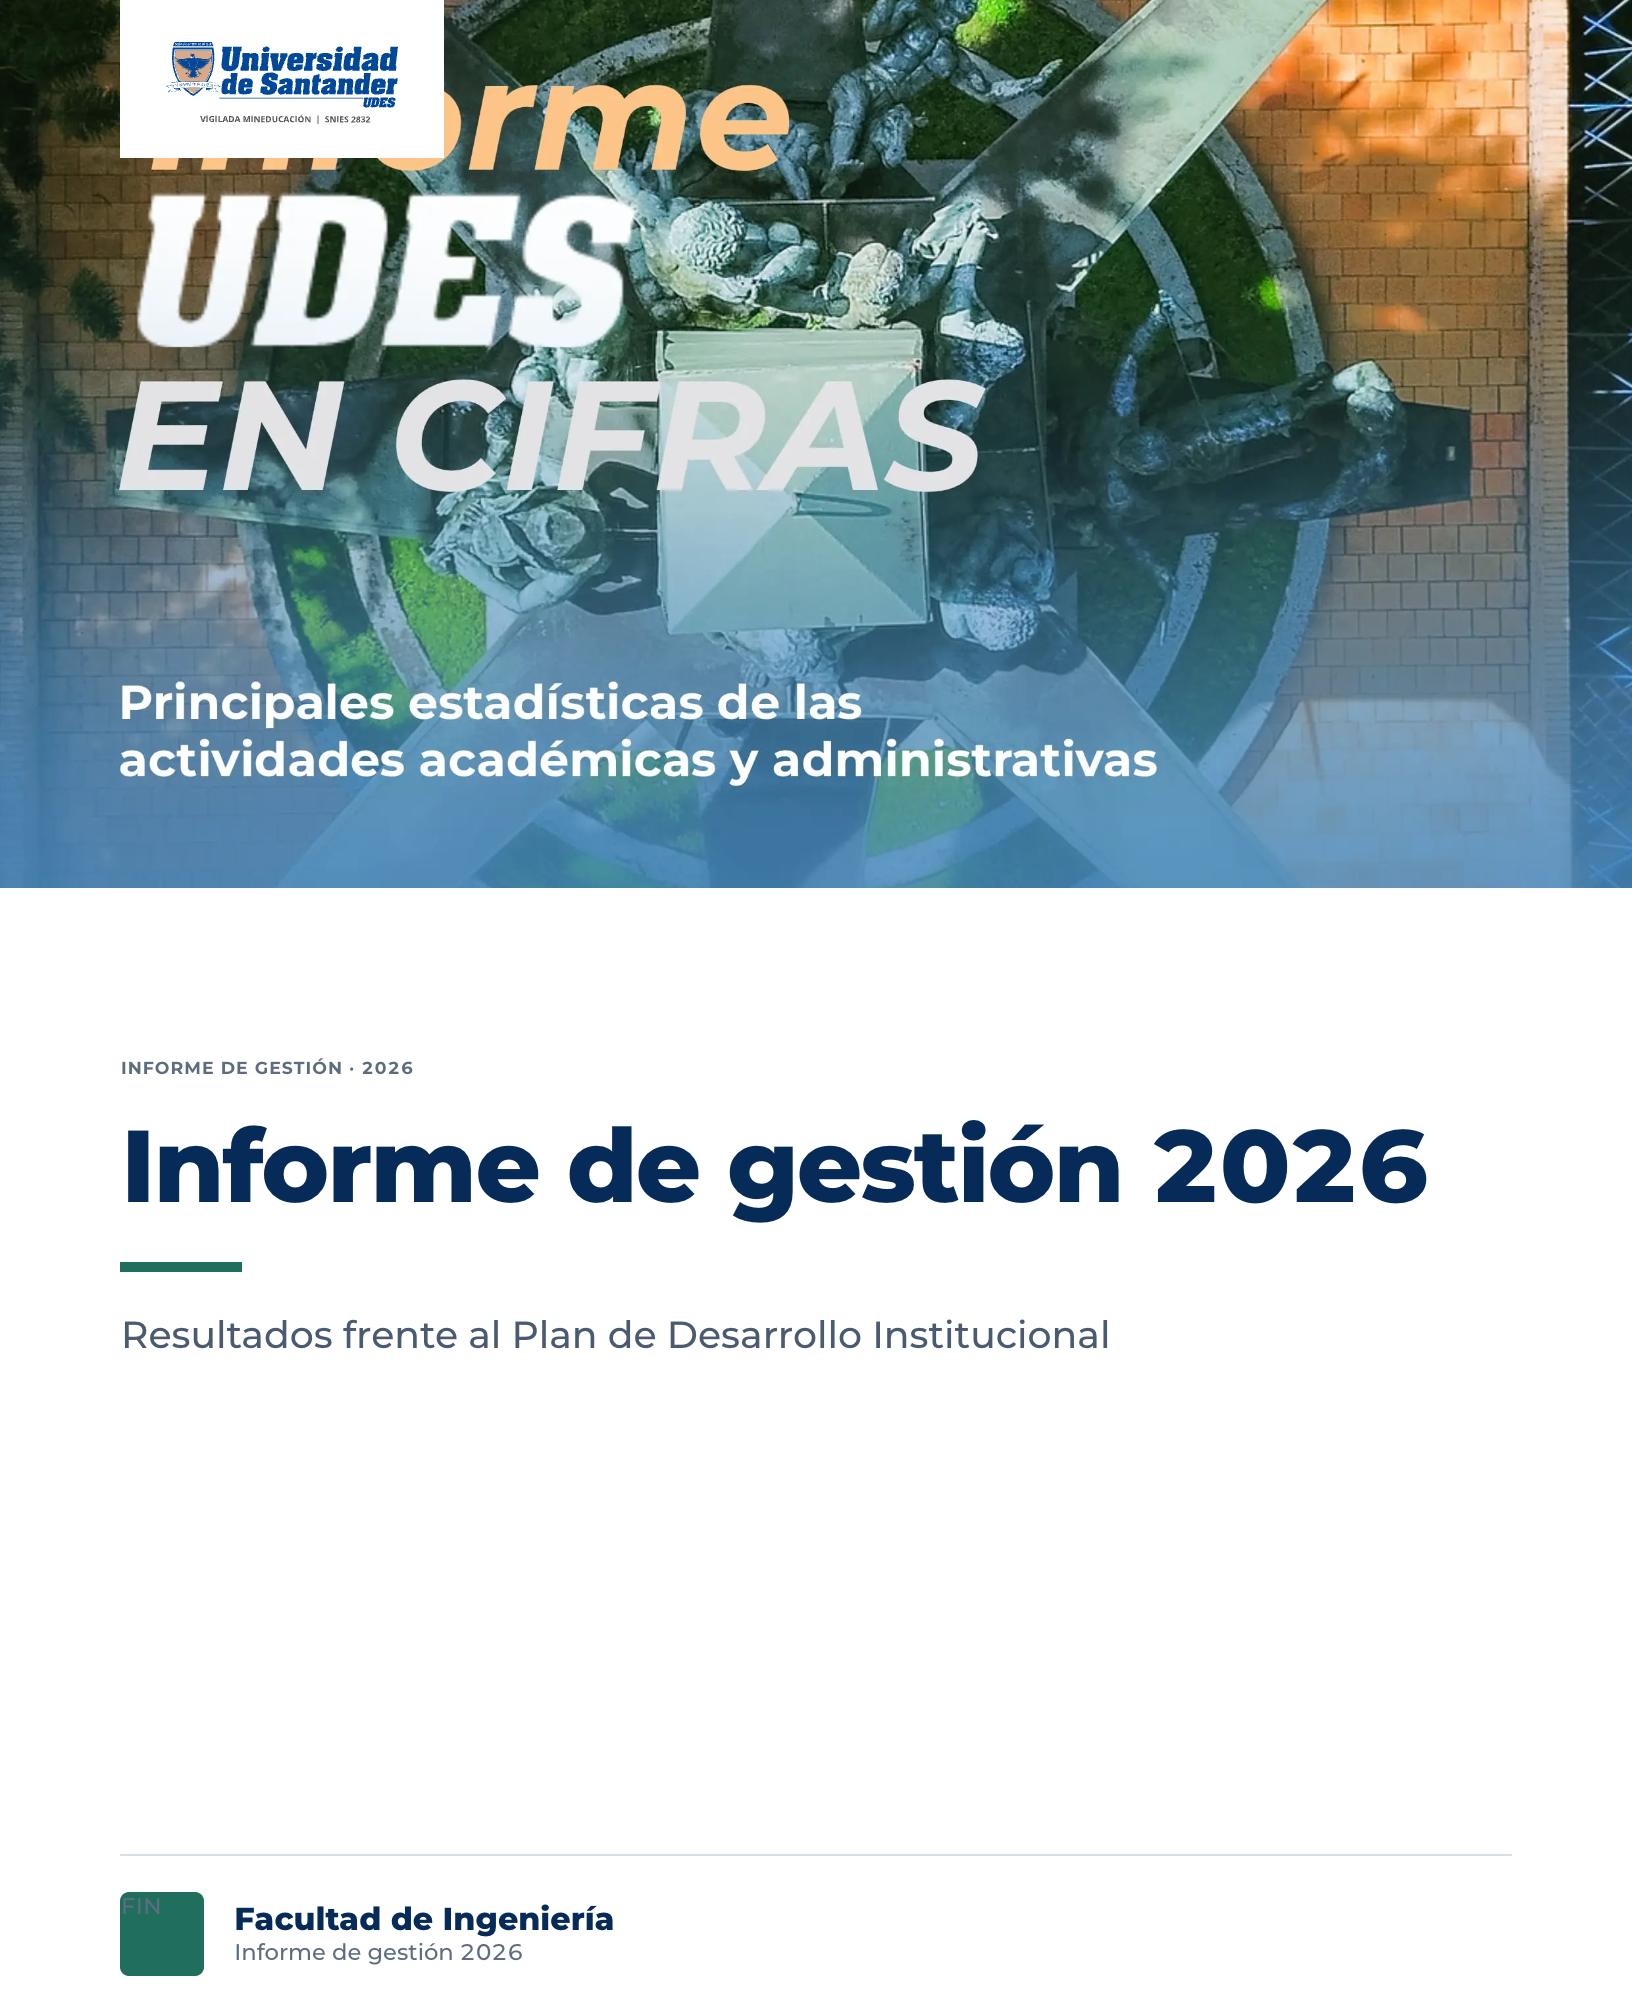 Universidad
de Santander
UDES
VIGILADA MINEDUCACIÓN | SNIES 2832
UDES
EN CIFRAS
Principales estadísticas de las
actividades académicas y administrativas
INFORME DE GESTIÓN · 2026
Informe de gestión 2026
Resultados frente al Plan de Desarrollo Institucional
FIN
Facultad de Ingeniería
Informe de gestión 2026